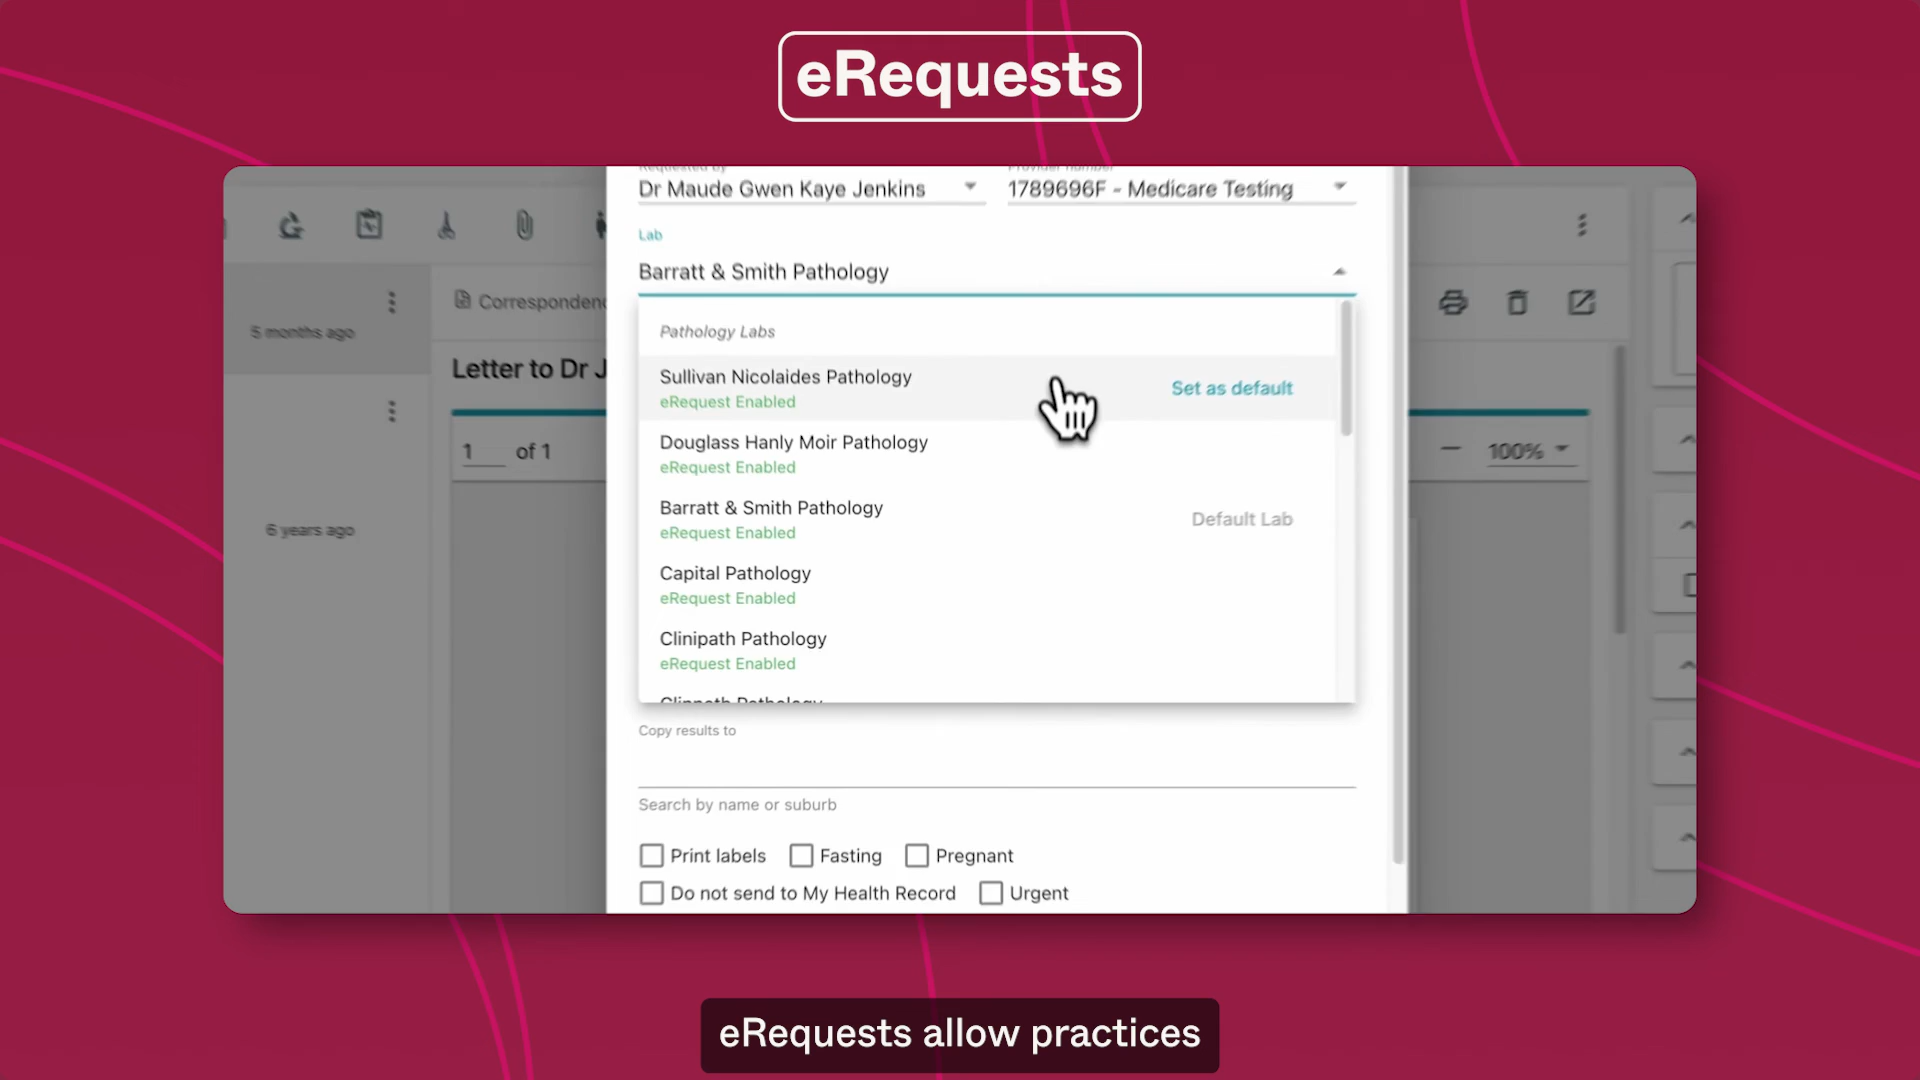 eRequests
Requested by
Provider number
Dr Maude Gwen Kaye Jenkins
1789696F - Medicare Testing
Lab
Barratt & Smith Pathology
Pathology Labs
Sullivan Nicolaides Pathology
eRequest Enabled
Set as default
Douglass Hanly Moir Pathology
eRequest Enabled
Barratt & Smith Pathology
eRequest Enabled
Default Lab
Capital Pathology
eRequest Enabled
Clinipath Pathology
eRequest Enabled
Copy results to
Search by name or suburb
Print labels
Fasting
Pregnant
Do not send to My Health Record
Urgent
5 months ago
6 years ago
Correspondenc
Letter to Dr J
1 of 1
100%
eRequests allow practices